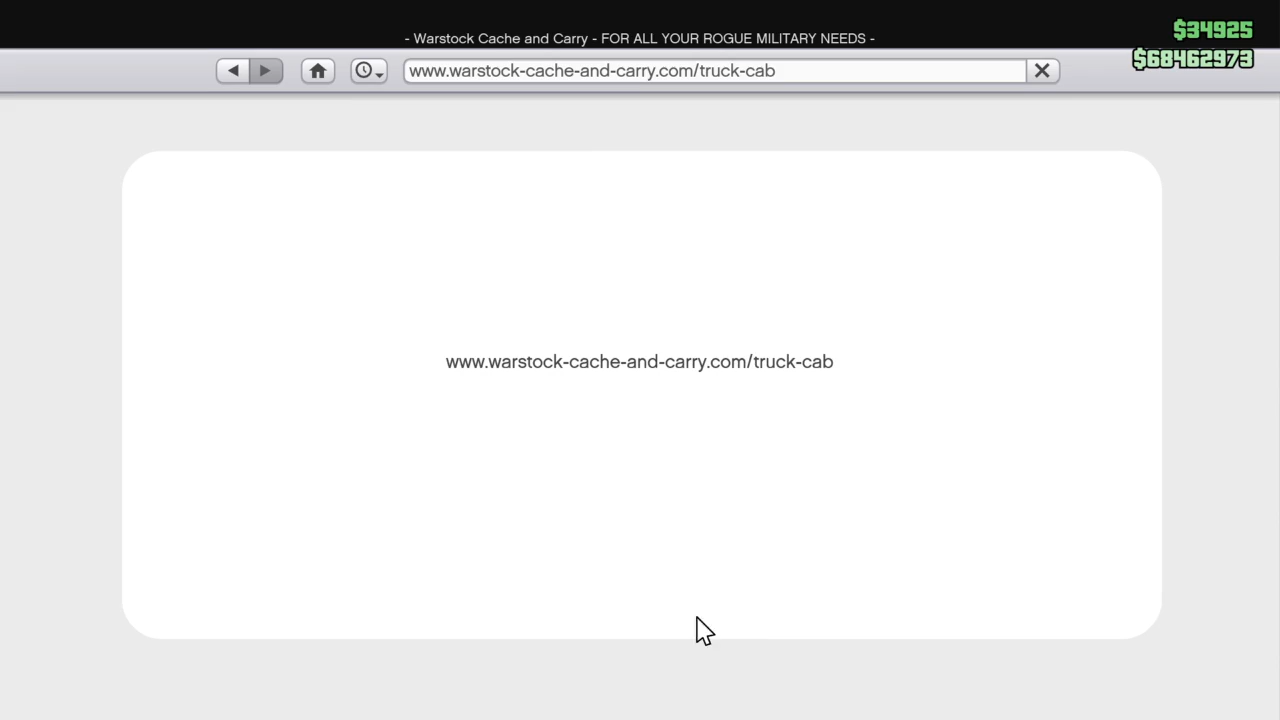 - Warstock Cache and Carry - FOR ALL YOUR ROGUE MILITARY NEEDS -
$34925
$68462973
www.warstock-cache-and-carry.com/truck-cab
www.warstock-cache-and-carry.com/truck-cab